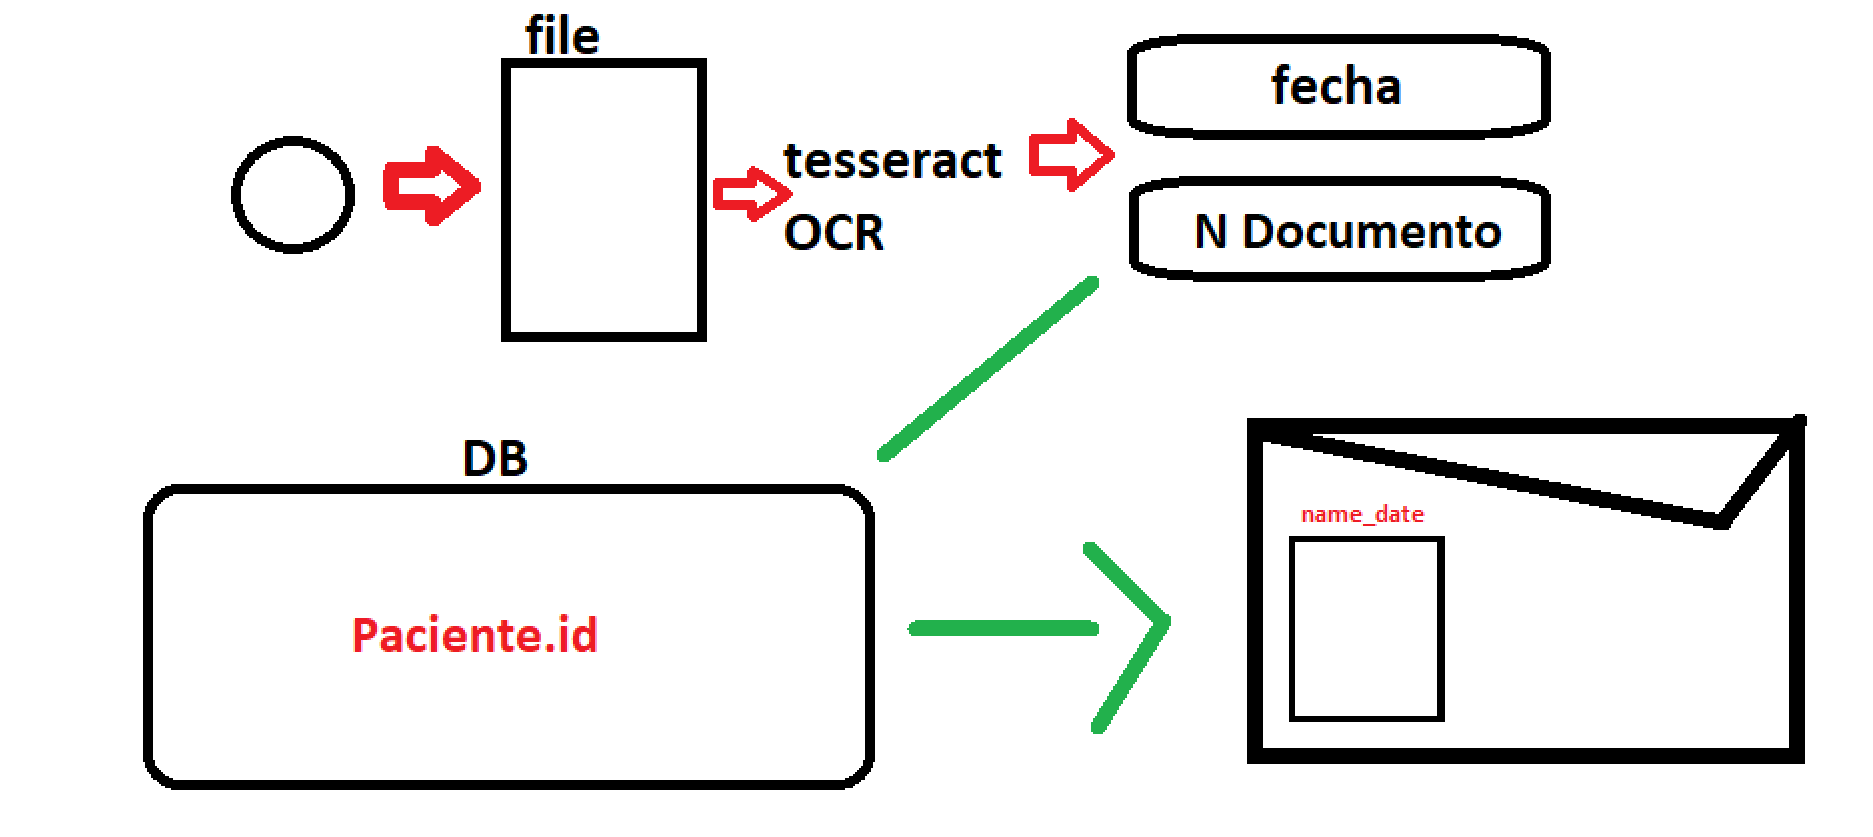 file
fecha
tesseract
OCR
N Documento
DB
Paciente.id
name_date